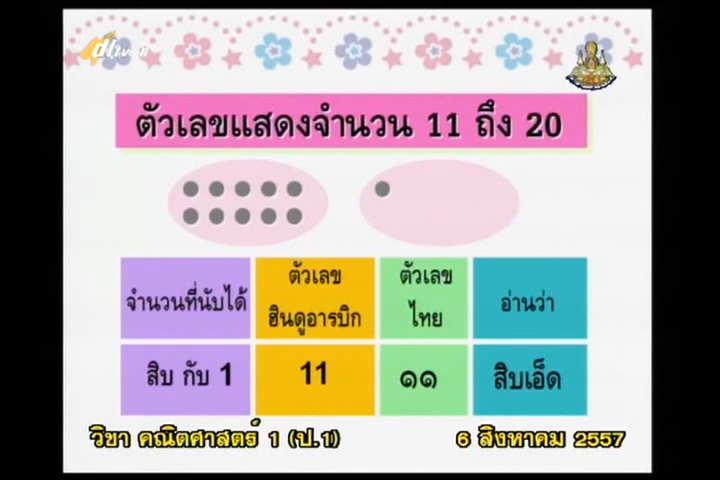 dltv 1
ตัวเลขแสดงจำนวน 11 ถึง 20
จำนวนที่นับได้
ตัวเลข
ฮินดูอารบิก
ตัวเลข
ไทย
อ่านว่า
สิบ กับ 1
11
๑๑
สิบเอ็ด
วิชา คณิตศาสตร์ 1 (ป.1)
6 สิงหาคม 2557